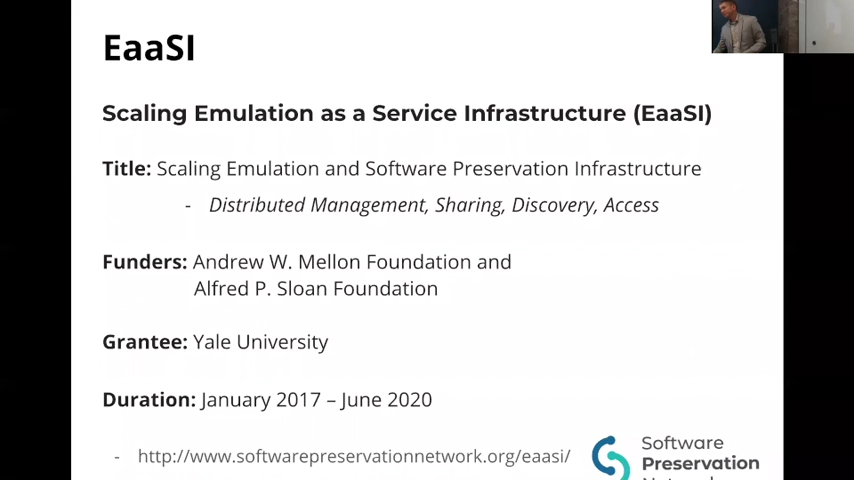 EaaSI
Scaling Emulation as a Service Infrastructure (EaaSI)
Title: Scaling Emulation and Software Preservation Infrastructure
- Distributed Management, Sharing, Discovery, Access
Funders: Andrew W. Mellon Foundation and
Alfred P. Sloan Foundation
Grantee: Yale University
Duration: January 2017 – June 2020
- http://www.softwarepreservationnetwork.org/eaasi/
Software
Preservation
Network